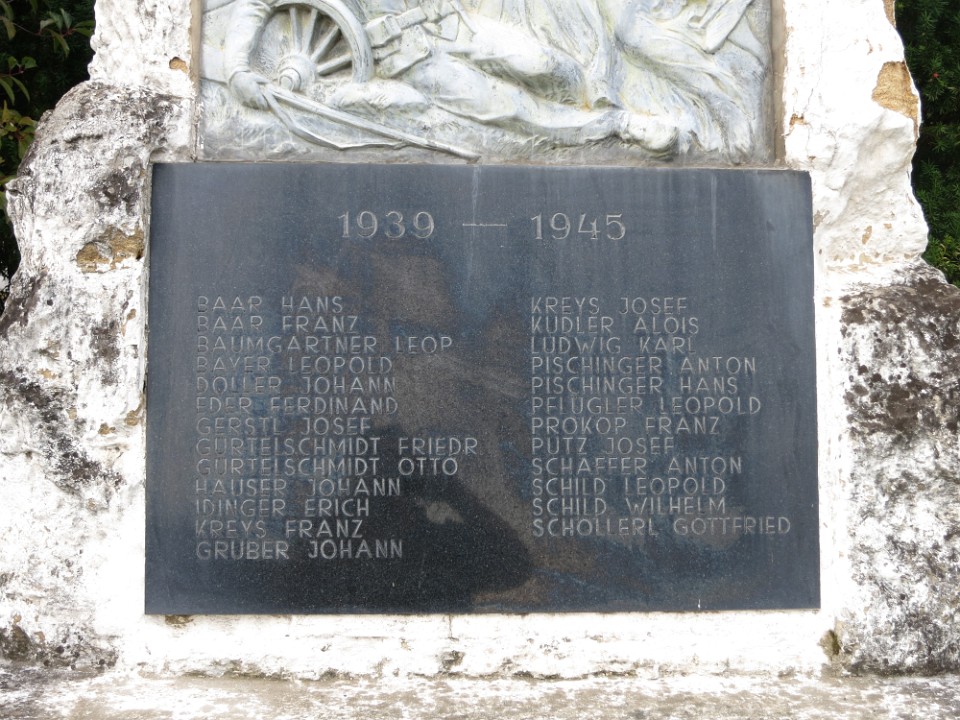 1939 — 1945
BAAR HANS
BAAR FRANZ
BAUMGARTNER LEOP
BAYER LEOPOLD
DOLLER JOHANN
EDER FERDINAND
GERSTL JOSEF
GÜRTELSCHMIDT FRIEDR
GÜRTELSCHMIDT OTTO
HAUSER JOHANN
IDINGER ERICH
KREYS FRANZ
GRUBER JOHANN
KREYS JOSEF
KUDLER ALOIS
LUDWIG KARL
PISCHINGER ANTON
PISCHINGER HANS
PFLÜGLER LEOPOLD
PROKOP FRANZ
PUTZ JOSEF
SCHAFFER ANTON
SCHILD LEOPOLD
SCHILD WILHELM
SCHÖLLERL GOTTFRIED